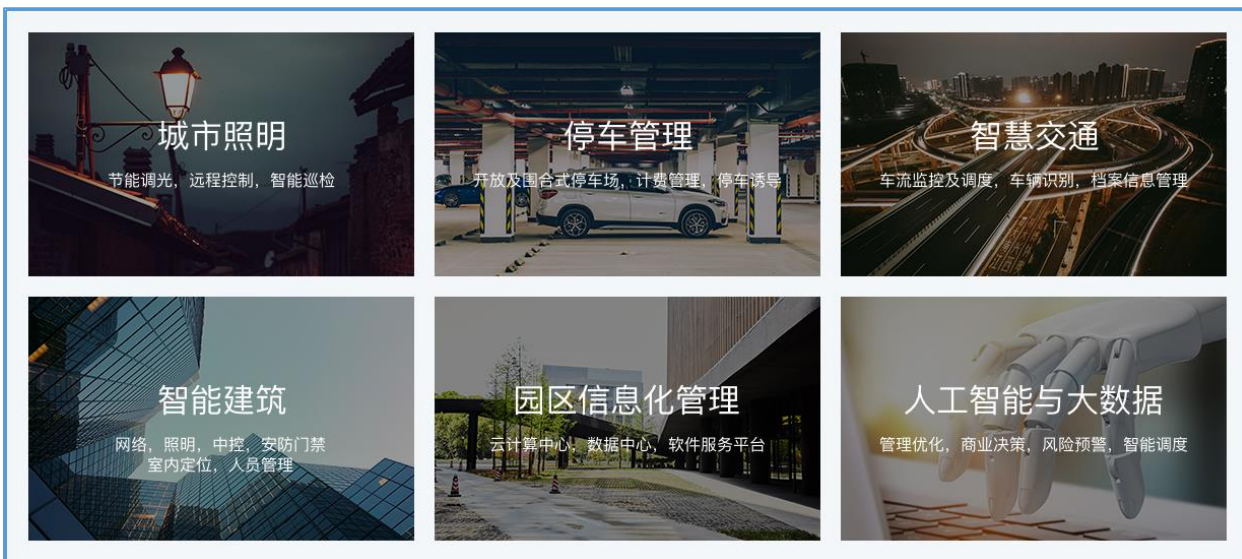 城市照明
节能调光，远程控制，智能巡检
停车管理
开放及围合式停车场，计费管理，停车诱导
智慧交通
车流监控及调度，车辆识别，档案信息管理
智能建筑
网络，照明，中控，安防门禁
室内定位，人员管理
园区信息化管理
云计算中心，数据中心，软件服务平台
人工智能与大数据
管理优化，商业决策，风险预警，智能调度